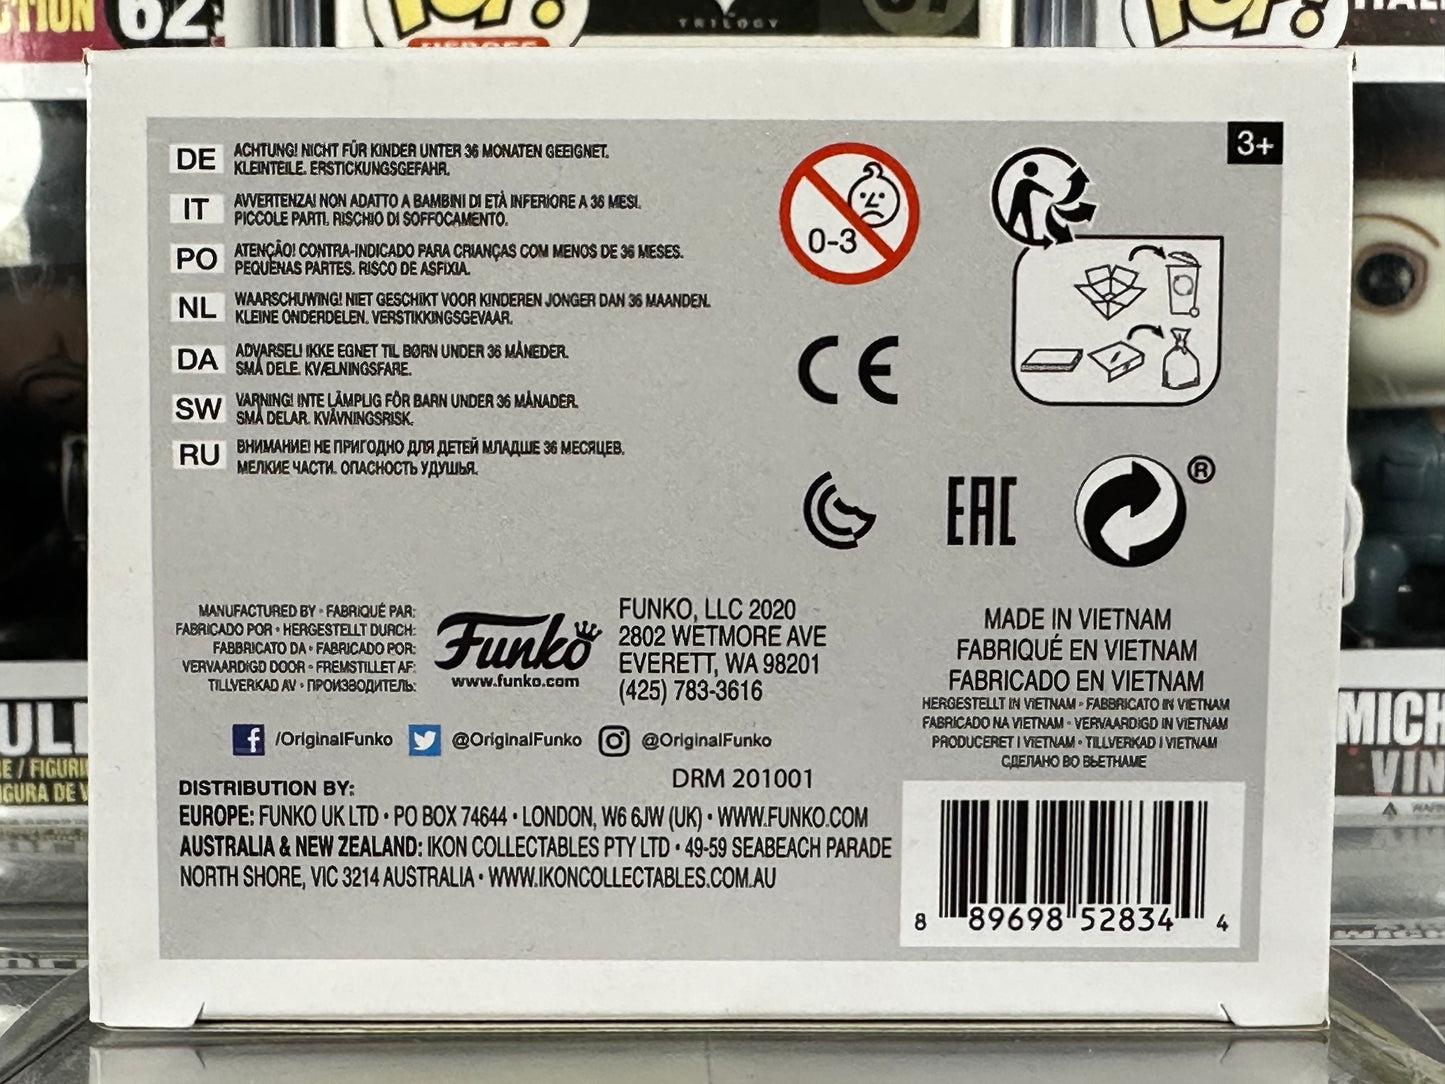 62
TRILOGY
3+
DE
ACHTUNG! NICHT FÜR KINDER UNTER 36 MONATEN GEEIGNET.
KLEINTEILE. ERSTICKUNGSGEFAHR.
IT
AVVERTENZA! NON ADATTO A BAMBINI DI ETÀ INFERIORE A 36 MESI.
PICCOLE PARTI. RISCHIO DI SOFFOCAMENTO.
PO
ATENÇÃO! CONTRA-INDICADO PARA CRIANÇAS COM MENOS DE 36 MESES.
PEQUENAS PARTES. RISCO DE ASFIXIA.
NL
WAARSCHUWING! NIET GESCHIKT VOOR KINDEREN JONGER DAN 36 MAANDEN.
KLEINE ONDERDELEN. VERSTIKKINGSGEVAAR.
DA
ADVARSEL! IKKE EGNET TIL BØRN UNDER 36 MÅNEDER.
SMÅ DELE. KVÆLNINGSFARE.
SW
VARNING! INTE LÄMPLIG FÖR BARN UNDER 36 MÅNADER.
SMÅ DELAR. KVÄVNINGSRISK.
RU
ВНИМАНИЕ! НЕ ПРИГОДНО ДЛЯ ДЕТЕЙ МЛАДШЕ 36 МЕСЯЦЕВ.
МЕЛКИЕ ЧАСТИ. ОПАСНОСТЬ УДУШЬЯ.
0-3
CE
EAC
®
MANUFACTURED BY • FABRIQUÉ PAR:
FABRICADO POR • HERGESTELLT DURCH:
FABBRICATO DA • FABRICADO POR:
VERVAARDIGD DOOR • FREMSTILLET AF:
TILLVERKAD AV • ПРОИЗВОДИТЕЛЬ:
Funko
www.funko.com
FUNKO, LLC 2020
2802 WETMORE AVE
EVERETT, WA 98201
(425) 783-3616
MADE IN VIETNAM
FABRIQUÉ EN VIETNAM
FABRICADO EN VIETNAM
HERGESTELLT IN VIETNAM • FABBRICATO IN VIETNAM
FABRICADO NA VIETNAM • VERVAARDIGD IN VIETNAM
PRODUCERET I VIETNAM • TILLVERKAD I VIETNAM
СДЕЛАНО ВО ВЬЕТНАМЕ
/OriginalFunko @OriginalFunko @OriginalFunko
DRM 201001
DISTRIBUTION BY:
EUROPE: FUNKO UK LTD • PO BOX 74644 • LONDON, W6 6JW (UK) • WWW.FUNKO.COM
AUSTRALIA & NEW ZEALAND: IKON COLLECTABLES PTY LTD • 49-59 SEABEACH PARADE
NORTH SHORE, VIC 3214 AUSTRALIA • WWW.IKONCOLLECTABLES.COM.AU
8 89698 52834 4